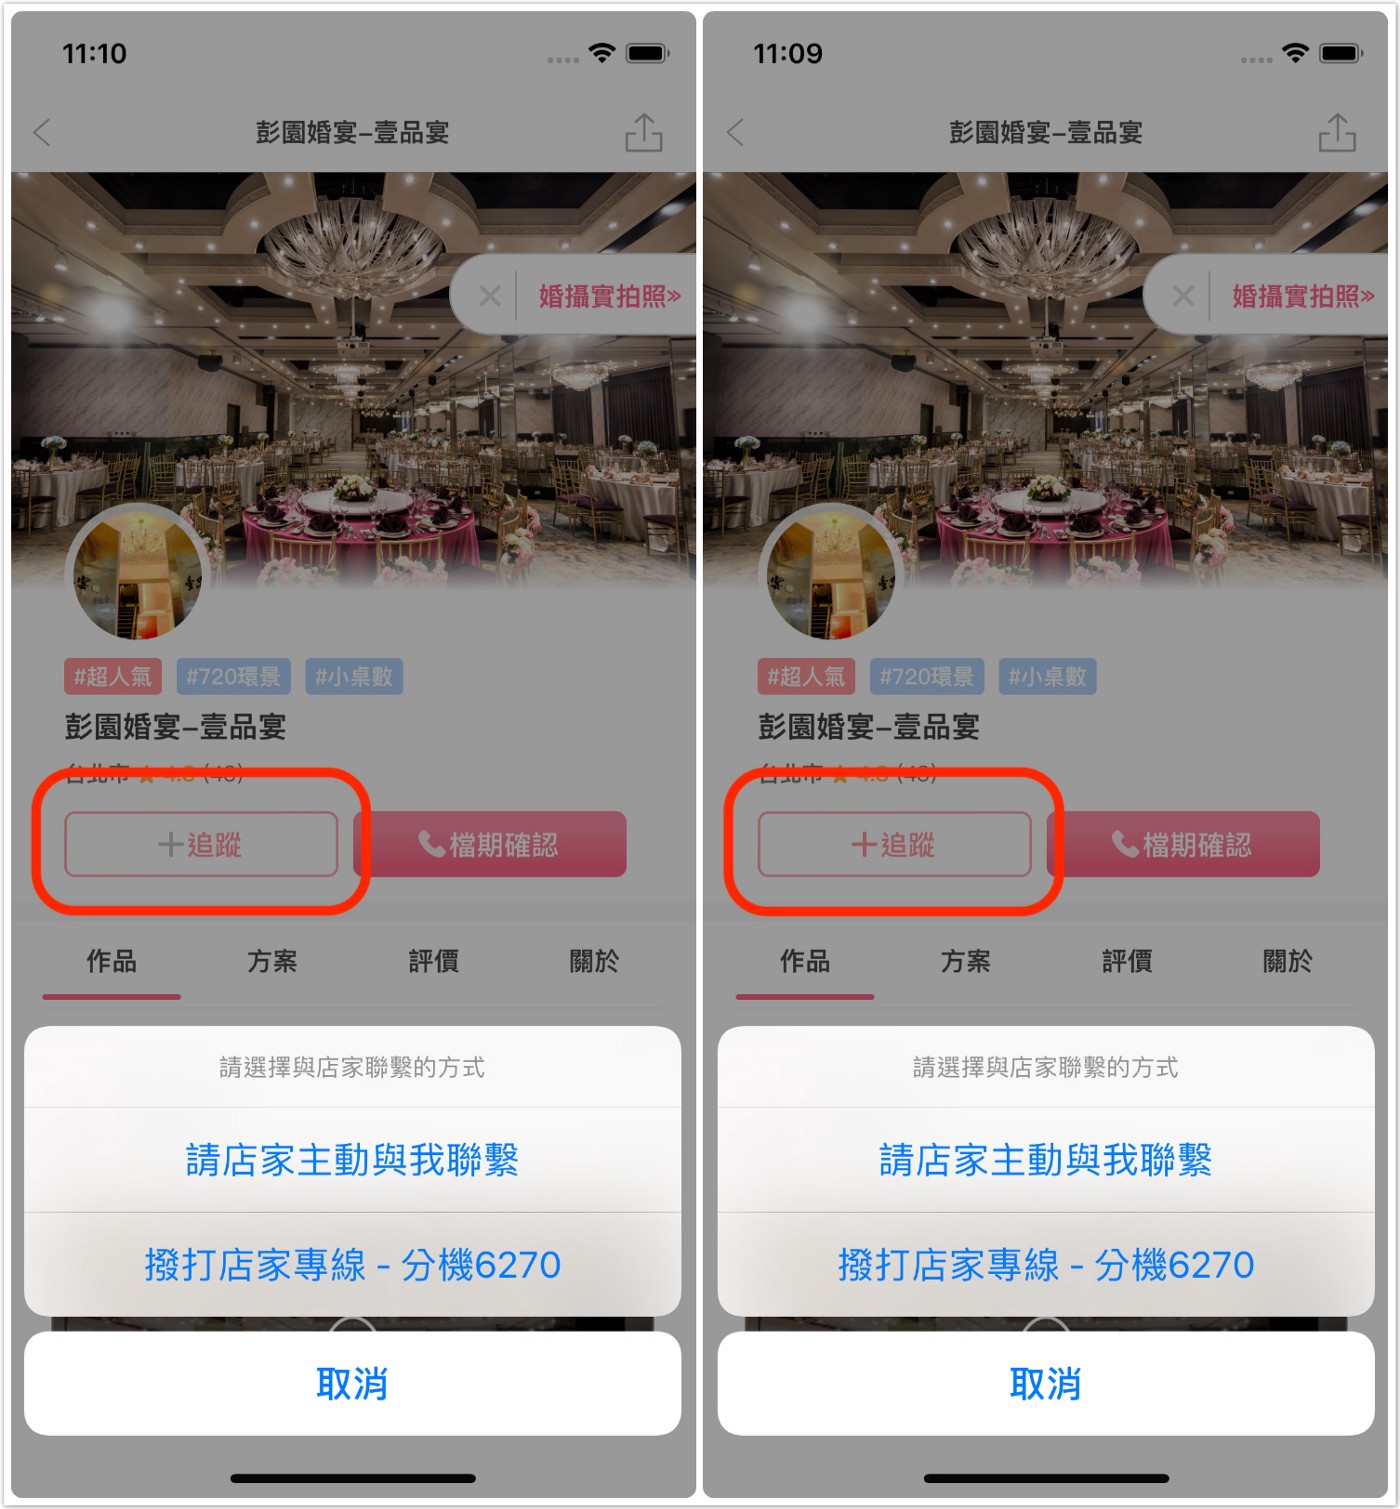 11:10
彭園婚宴–壹品宴
婚攝實拍照»
#超人氣 #720環景 #小桌數
彭園婚宴–壹品宴
台北市 ★ 4.8
＋追蹤 檔期確認
作品 方案 評價 關於
請選擇與店家聯繫的方式
請店家主動與我聯繫
撥打店家專線 - 分機6270
取消
11:09
彭園婚宴–壹品宴
婚攝實拍照»
#超人氣 #720環景 #小桌數
彭園婚宴–壹品宴
台北市 ★ 4.8
＋追蹤 檔期確認
作品 方案 評價 關於
請選擇與店家聯繫的方式
請店家主動與我聯繫
撥打店家專線 - 分機6270
取消